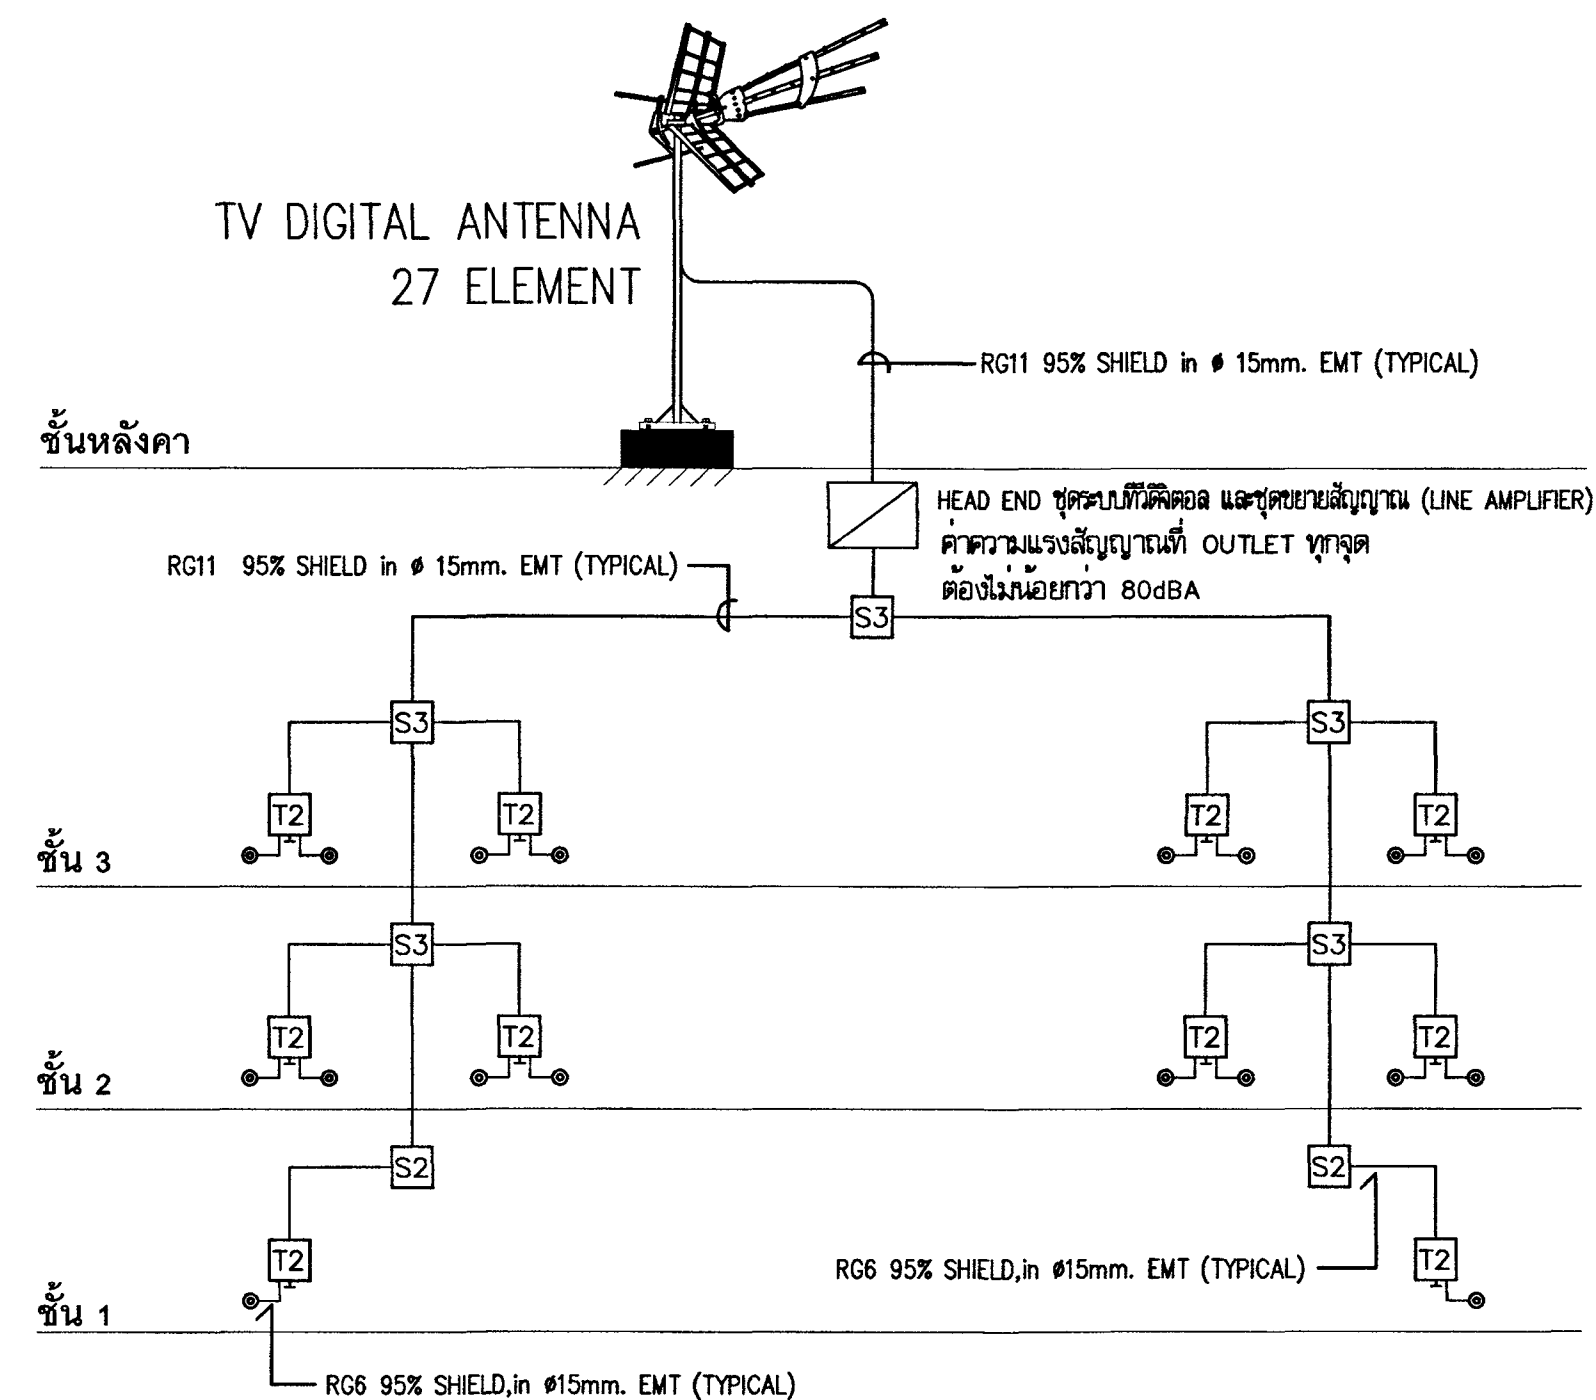 TV DIGITAL ANTENNA
27 ELEMENT
RG11 95% SHIELD in ø 15mm. EMT (TYPICAL)
ชั้นหลังคา
HEAD END ชุดระบบทีวีดิจิตอล และชุดขยายสัญญาณ (LINE AMPLIFIER)
ค่าความแรงสัญญาณที่ OUTLET ทุกจุด
ต้องไม่น้อยกว่า 80dBA
RG11 95% SHIELD in ø 15mm. EMT (TYPICAL)
S3
S3 S3
T2 T2 T2 T2
ชั้น 3
S3 S3
T2 T2 T2 T2
ชั้น 2
S2 S2
T2 T2
RG6 95% SHIELD,in ø15mm. EMT (TYPICAL)
ชั้น 1
RG6 95% SHIELD,in ø15mm. EMT (TYPICAL)